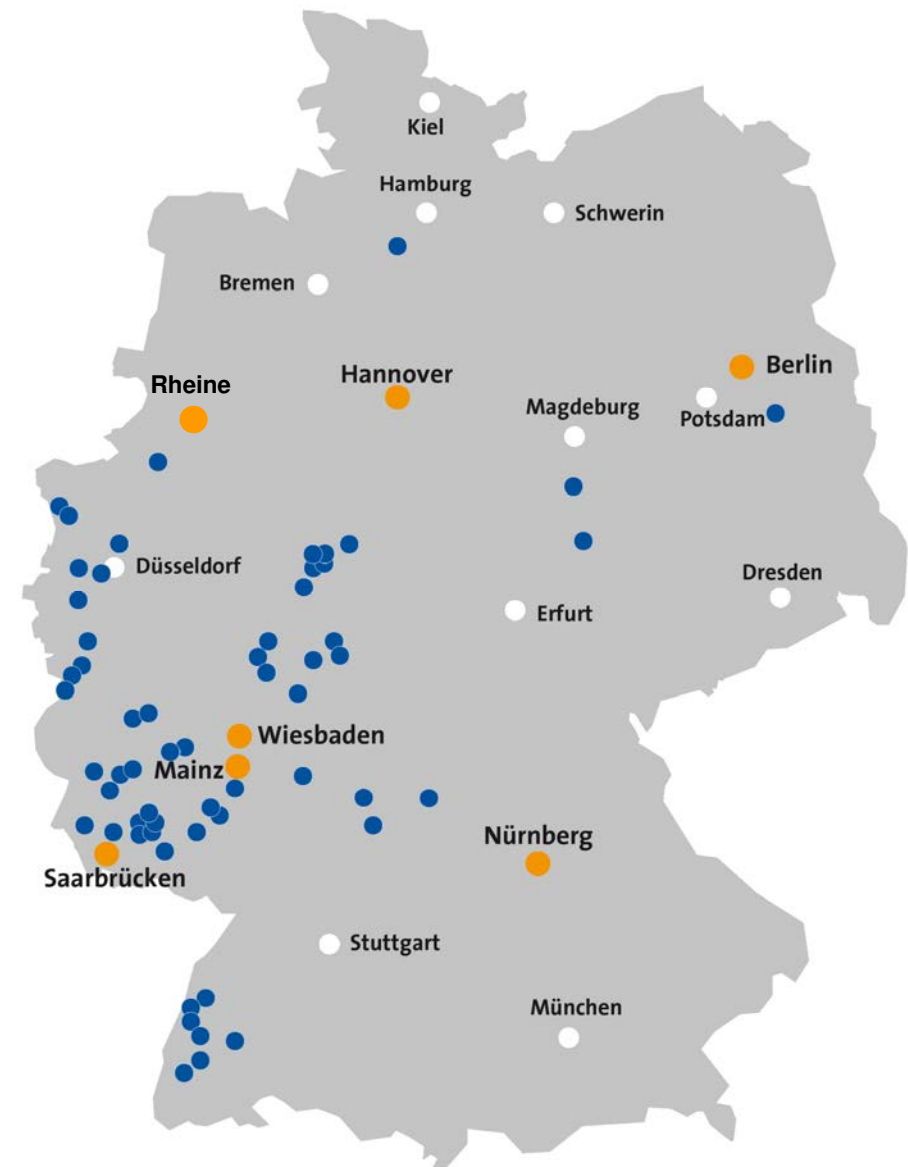 Kiel
Hamburg
Schwerin
Bremen
Berlin
Hannover
Rheine
Magdeburg
Potsdam
Düsseldorf
Dresden
Erfurt
Wiesbaden
Mainz
Nürnberg
Saarbrücken
Stuttgart
München